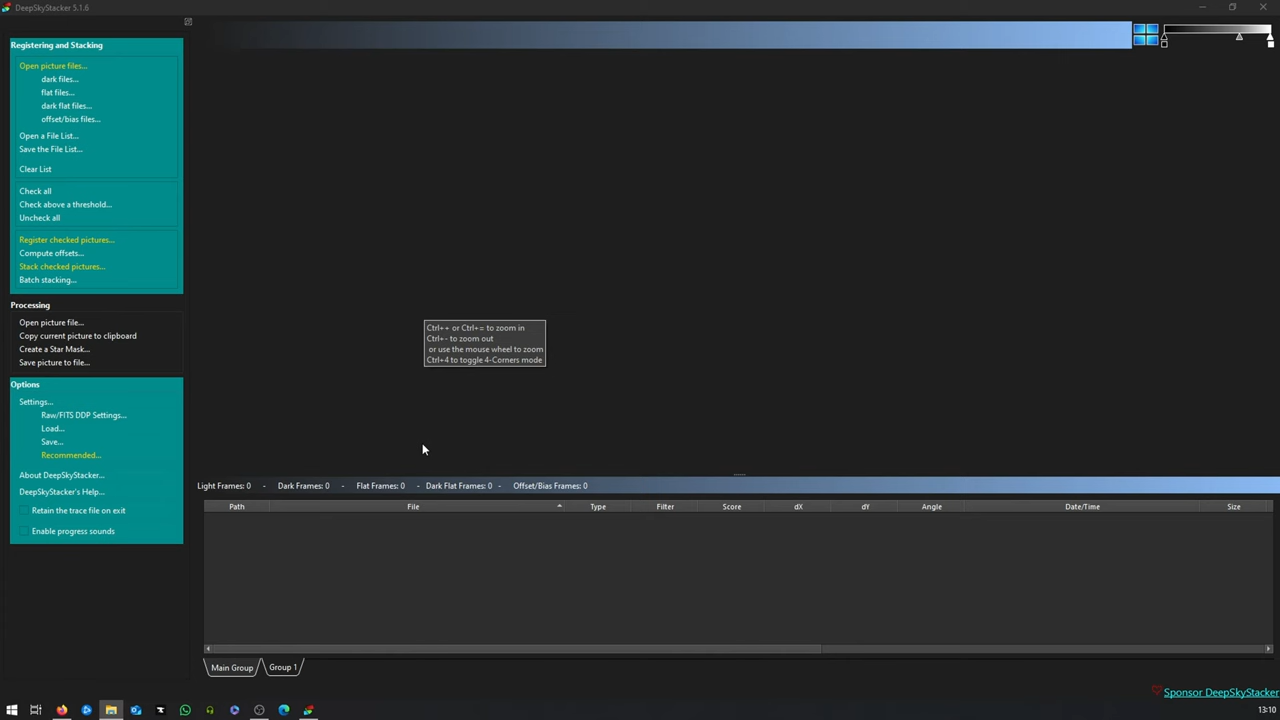 DeepSkyStacker 5.1.6
Registering and Stacking
Open picture files...
dark files...
flat files...
dark flat files...
offset/bias files...
Open a File List...
Save the File List...
Clear List
Check all
Check above a threshold...
Uncheck all
Register checked pictures...
Compute offsets...
Stack checked pictures...
Batch stacking...
Processing
Open picture file...
Copy current picture to clipboard
Create a Star Mask...
Save picture to file...
Options
Settings...
Raw/FITS DDP Settings...
Load...
Save...
Recommended...
About DeepSkyStacker...
DeepSkyStacker's Help...
Retain the trace file on exit
Enable progress sounds
Ctrl++ or Ctrl+= to zoom in
Ctrl+- to zoom out
or use the mouse wheel to zoom
Ctrl+4 to toggle 4-Corners mode
Light Frames: 0 - Dark Frames: 0 - Flat Frames: 0 - Dark Flat Frames: 0 - Offset/Bias Frames: 0
Path File Type Filter Score dX dY Angle Date/Time Size
Main Group Group 1
Sponsor DeepSkyStacker
13:10